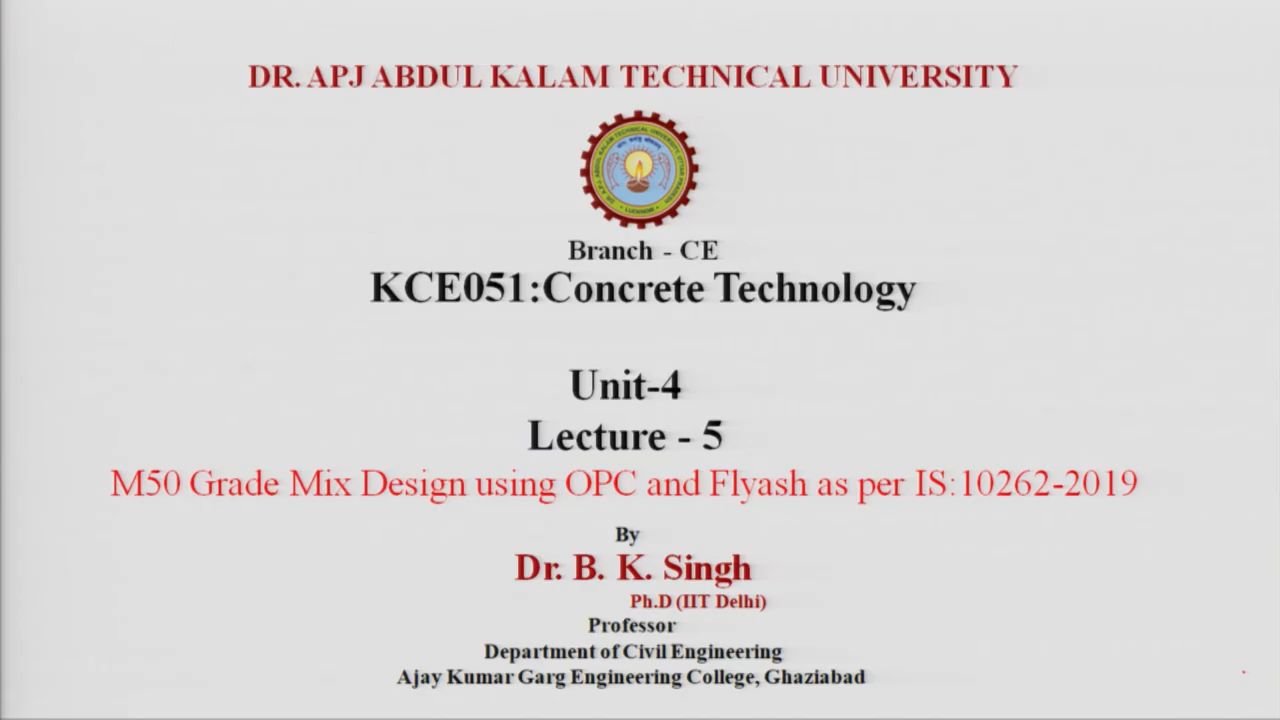 DR. APJ ABDUL KALAM TECHNICAL UNIVERSITY
Branch - CE
KCE051:Concrete Technology
Unit-4
Lecture - 5
M50 Grade Mix Design using OPC and Flyash as per IS:10262-2019
By
Dr. B. K. Singh
Ph.D (IIT Delhi)
Professor
Department of Civil Engineering
Ajay Kumar Garg Engineering College, Ghaziabad